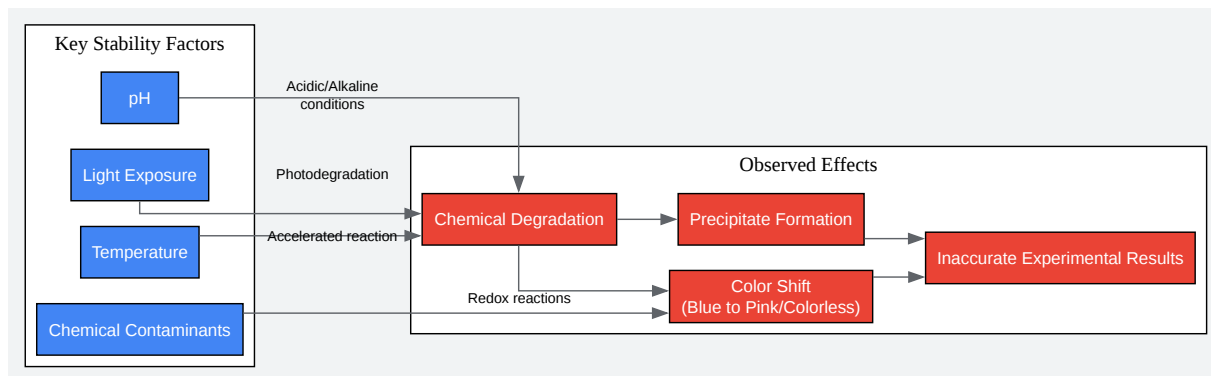 Key Stability Factors
pH
Acidic/Alkaline
conditions
Light Exposure
Photodegradation
Temperature
Accelerated reaction
Chemical Contaminants
Redox reactions
Observed Effects
Chemical Degradation
Precipitate Formation
Color Shift
(Blue to Pink/Colorless)
Inaccurate Experimental Results